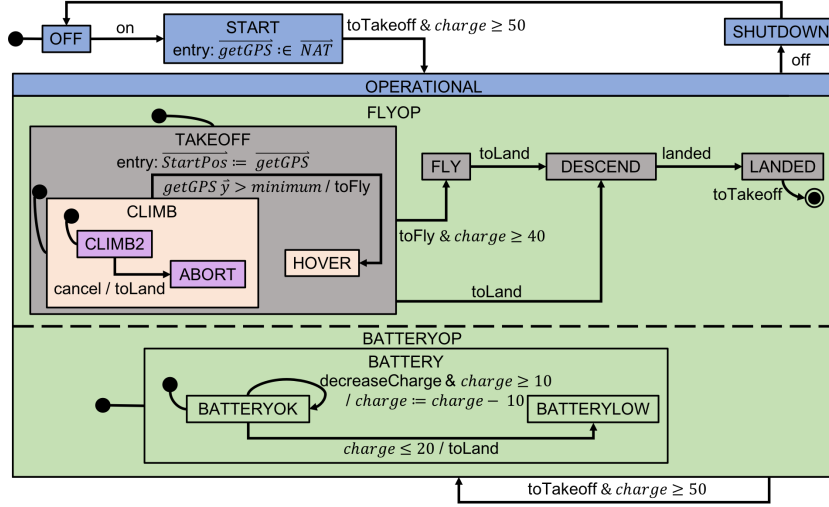 START
toTakeoff & charge ≥ 50
OFF
on
entry: getGPS :∈ NAT
SHUTDOWN
off
OPERATIONAL
FLYOP
TAKEOFF
entry: StartPos ≔ getGPS
getGPS y⃗ > minimum / toFly
FLY
toLand
DESCEND
landed
LANDED
toTakeoff
CLIMB
CLIMB2
toFly & charge ≥ 40
HOVER
ABORT
cancel / toLand
toLand
BATTERYOP
BATTERY
decreaseCharge & charge ≥ 10
/ charge ≔ charge − 10
BATTERYOK
BATTERYLOW
charge ≤ 20 / toLand
toTakeoff & charge ≥ 50